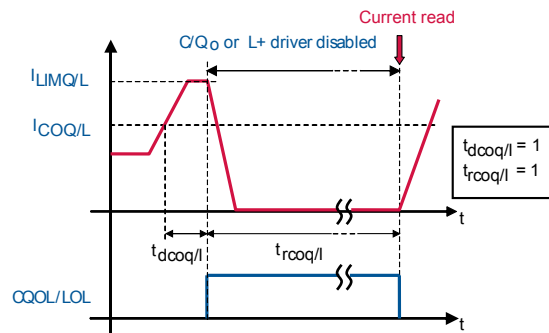 Current read
C/Qo or L+ driver disabled
ILIMQ/L
ICOQ/L
tdcoq/l = 1
trcoq/l = 1
t
tdcoq/l
trcoq/l
CQOL/LOL
t